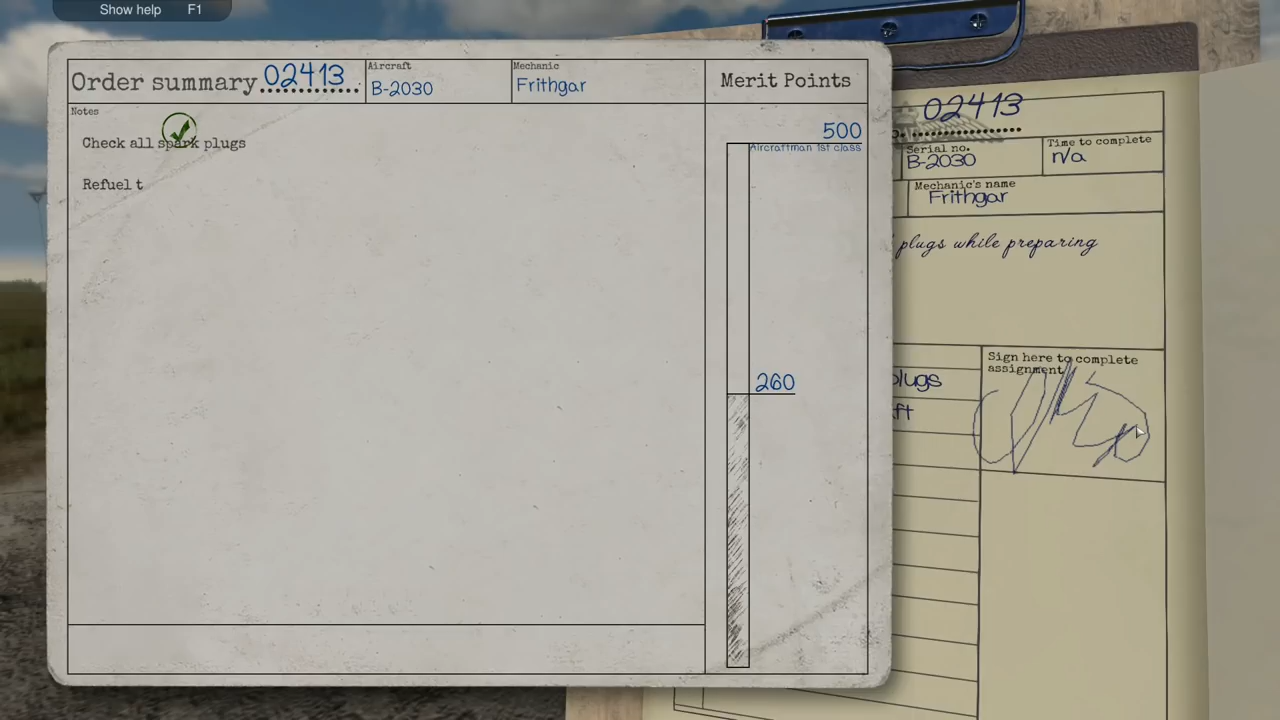 Show help F1
Order summary 02413
Aircraft
B-2030
Mechanic
Frithgar
Merit Points
Notes
Check all spark plugs
Refuel t
500
Aircraftman 1st class
260
02413
Serial no.
B-2030
Time to complete
n/a
Mechanic's name
Frithgar
plugs while preparing
Sign here to complete
assignment
plugs
ft